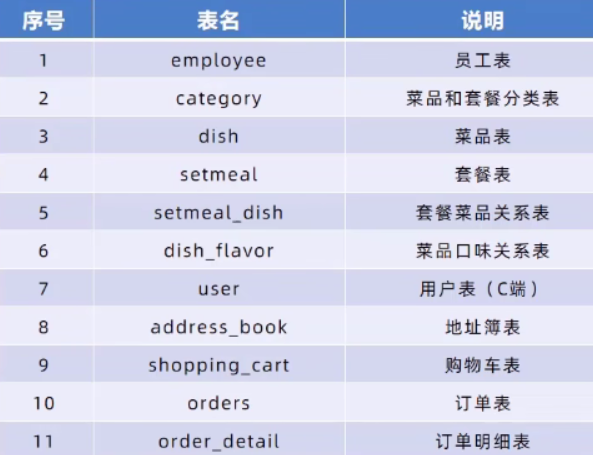 序号 表名 说明
1 employee 员工表
2 category 菜品和套餐分类表
3 dish 菜品表
4 setmeal 套餐表
5 setmeal_dish 套餐菜品关系表
6 dish_flavor 菜品口味关系表
7 user 用户表（C端）
8 address_book 地址簿表
9 shopping_cart 购物车表
10 orders 订单表
11 order_detail 订单明细表